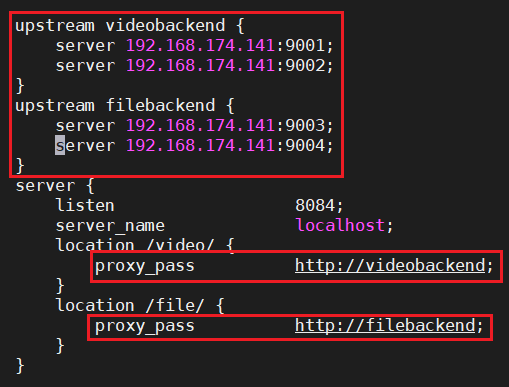 upstream videobackend {
    server 192.168.174.141:9001;
    server 192.168.174.141:9002;
}
upstream filebackend {
    server 192.168.174.141:9003;
    server 192.168.174.141:9004;
}
server {
    listen                  8084;
    server_name             localhost;
    location /video/ {
        proxy_pass          http://videobackend;
    }
    location /file/ {
        proxy_pass          http://filebackend;
    }
}